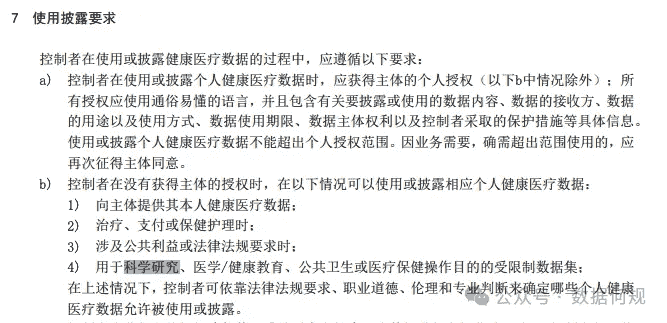 7 使用披露要求
控制者在使用或披露健康医疗数据的过程中，应遵循以下要求：
a) 控制者在使用或披露个人健康医疗数据时，应获得主体的个人授权（以下b中情况除外）；所
有授权应使用通俗易懂的语言，并且包含有关要披露或使用的数据内容、数据的接收方、数据
的用途以及使用方式、数据使用期限、数据主体权利以及控制者采取的保护措施等具体信息。
使用或披露个人健康医疗数据不能超出个人授权范围。因业务需要，确需超出范围使用的，应
再次征得主体同意。
b) 控制者在没有获得主体的授权时，在以下情况可以使用或披露相应个人健康医疗数据：
1) 向主体提供其本人健康医疗数据；
2) 治疗、支付或保健护理时；
3) 涉及公共利益或法律法规要求时；
4) 用于科学研究、医学/健康教育、公共卫生或医疗保健操作目的的受限制数据集；
在上述情况下，控制者可依靠法律法规要求、职业道德、伦理和专业判断来确定哪些个人健康
医疗数据允许被使用或披露。
公众号 · 数据何规